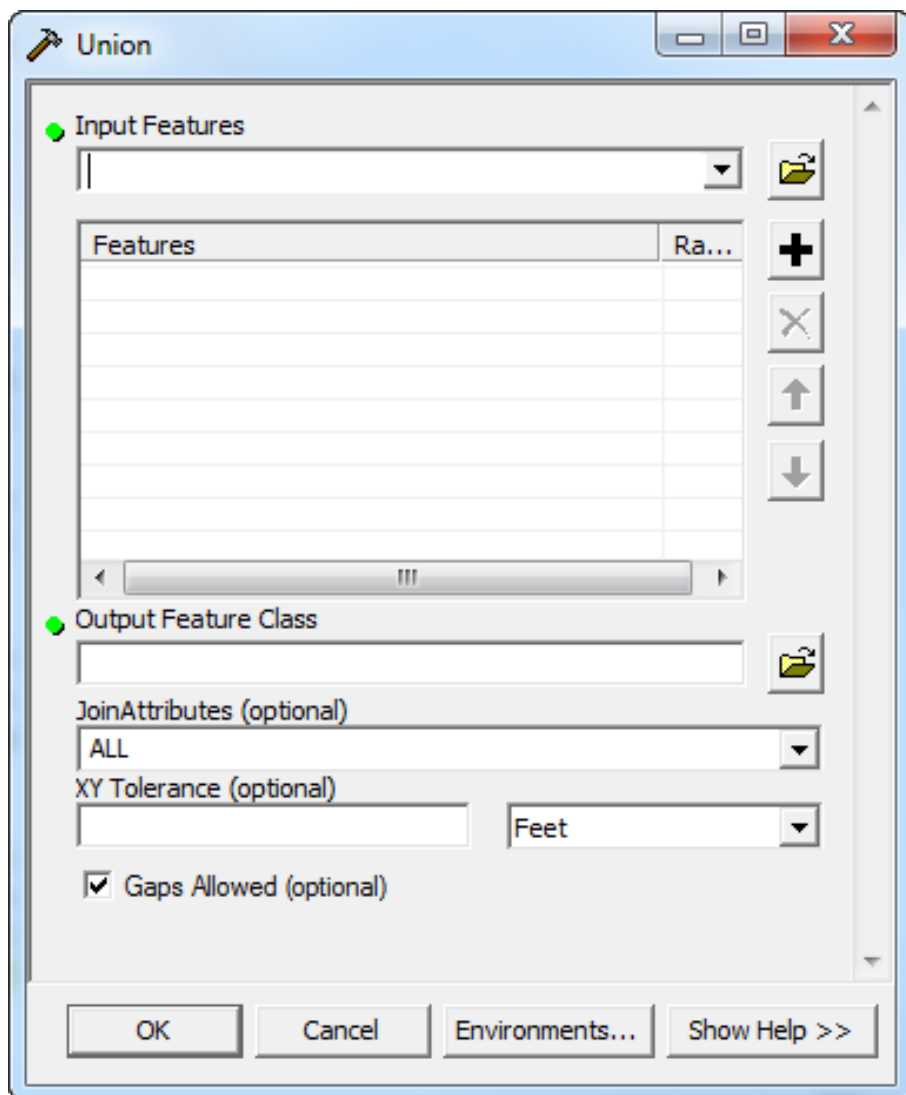 Union
Input Features
Features Ra...
Output Feature Class
JoinAttributes (optional)
ALL
XY Tolerance (optional)
Feet
Gaps Allowed (optional)
OK Cancel Environments... Show Help >>